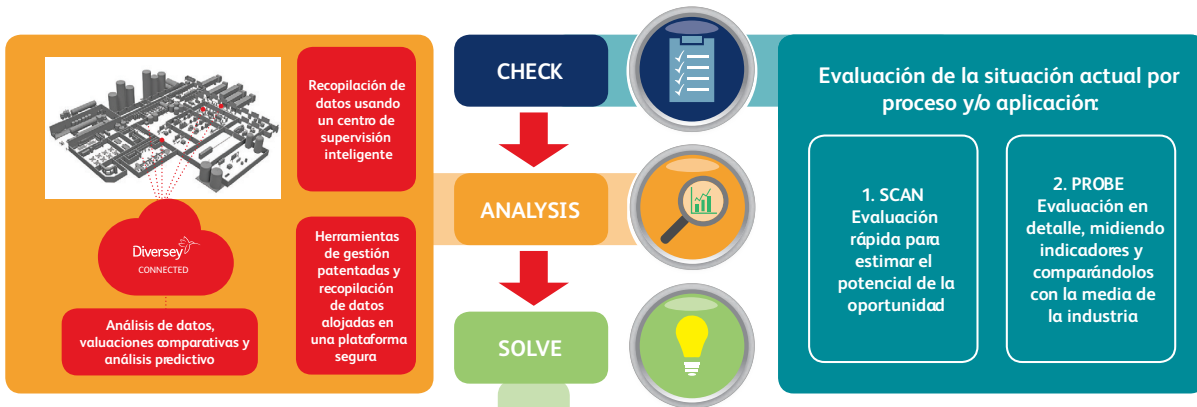 Recopilación de
datos usando
un centro de
supervisión
inteligente
Diversey
CONNECTED
Herramientas
de gestión
patentadas y
recopilación
de datos
alojadas en
una plataforma
segura
Análisis de datos,
valuaciones comparativas y
análisis predictivo
CHECK
ANALYSIS
SOLVE
Evaluación de la situación actual por
proceso y/o aplicación:
1. SCAN
Evaluación
rápida para
estimar el
potencial de la
oportunidad
2. PROBE
Evaluación en
detalle, midiendo
indicadores y
comparándolos
con la media de
la industria